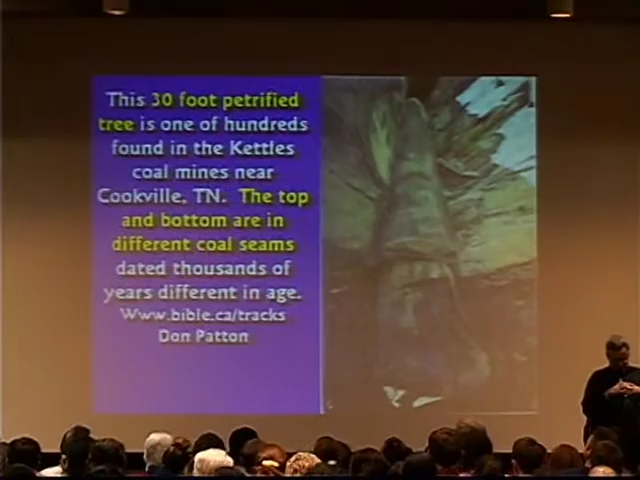 This 30 foot petrified
tree is one of hundreds
found in the Kettles
coal mines near
Cookville, TN. The top
and bottom are in
different coal seams
dated thousands of
years different in age.
Www.bible.ca/tracks
Don Patton